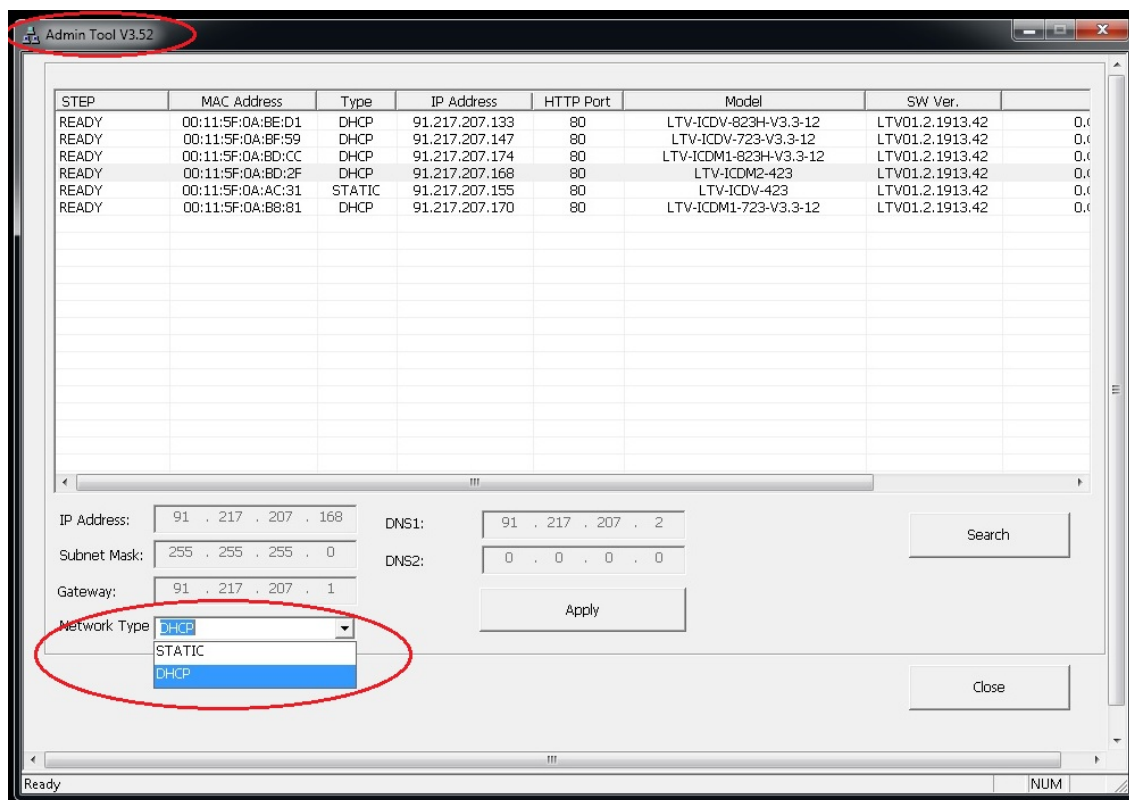 Admin Tool V3.52
STEP MAC Address Type IP Address HTTP Port Model SW Ver.
READY 00:11:5F:0A:BE:D1 DHCP 91.217.207.133 80 LTV-ICDV-823H-V3.3-12 LTV01.2.1913.42 0.
READY 00:11:5F:0A:BF:59 DHCP 91.217.207.147 80 LTV-ICDV-723-V3.3-12 LTV01.2.1913.42 0.
READY 00:11:5F:0A:BD:CC DHCP 91.217.207.174 80 LTV-ICDM1-823H-V3.3-12 LTV01.2.1913.42 0.
READY 00:11:5F:0A:BD:2F DHCP 91.217.207.168 80 LTV-ICDM2-423 LTV01.2.1913.42 0.
READY 00:11:5F:0A:AC:31 STATIC 91.217.207.155 80 LTV-ICDV-423 LTV01.2.1913.42 0.
READY 00:11:5F:0A:B8:81 DHCP 91.217.207.170 80 LTV-ICDM1-723-V3.3-12 LTV01.2.1913.42 0.
IP Address: 91 . 217 . 207 . 168 DNS1: 91 . 217 . 207 . 2
Search
Subnet Mask: 255 . 255 . 255 . 0 DNS2: 0 . 0 . 0 . 0
Gateway: 91 . 217 . 207 . 1
Apply
Network Type DHCP
STATIC
DHCP
Close
Ready NUM